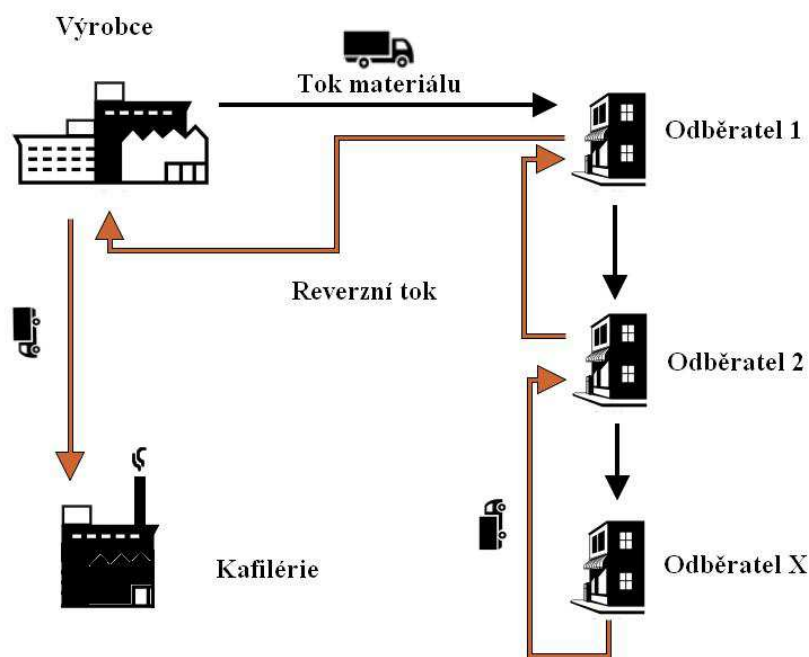 Výrobce
Tok materiálu
Odběratel 1
Reverzní tok
Odběratel 2
Kafilérie
Odběratel X